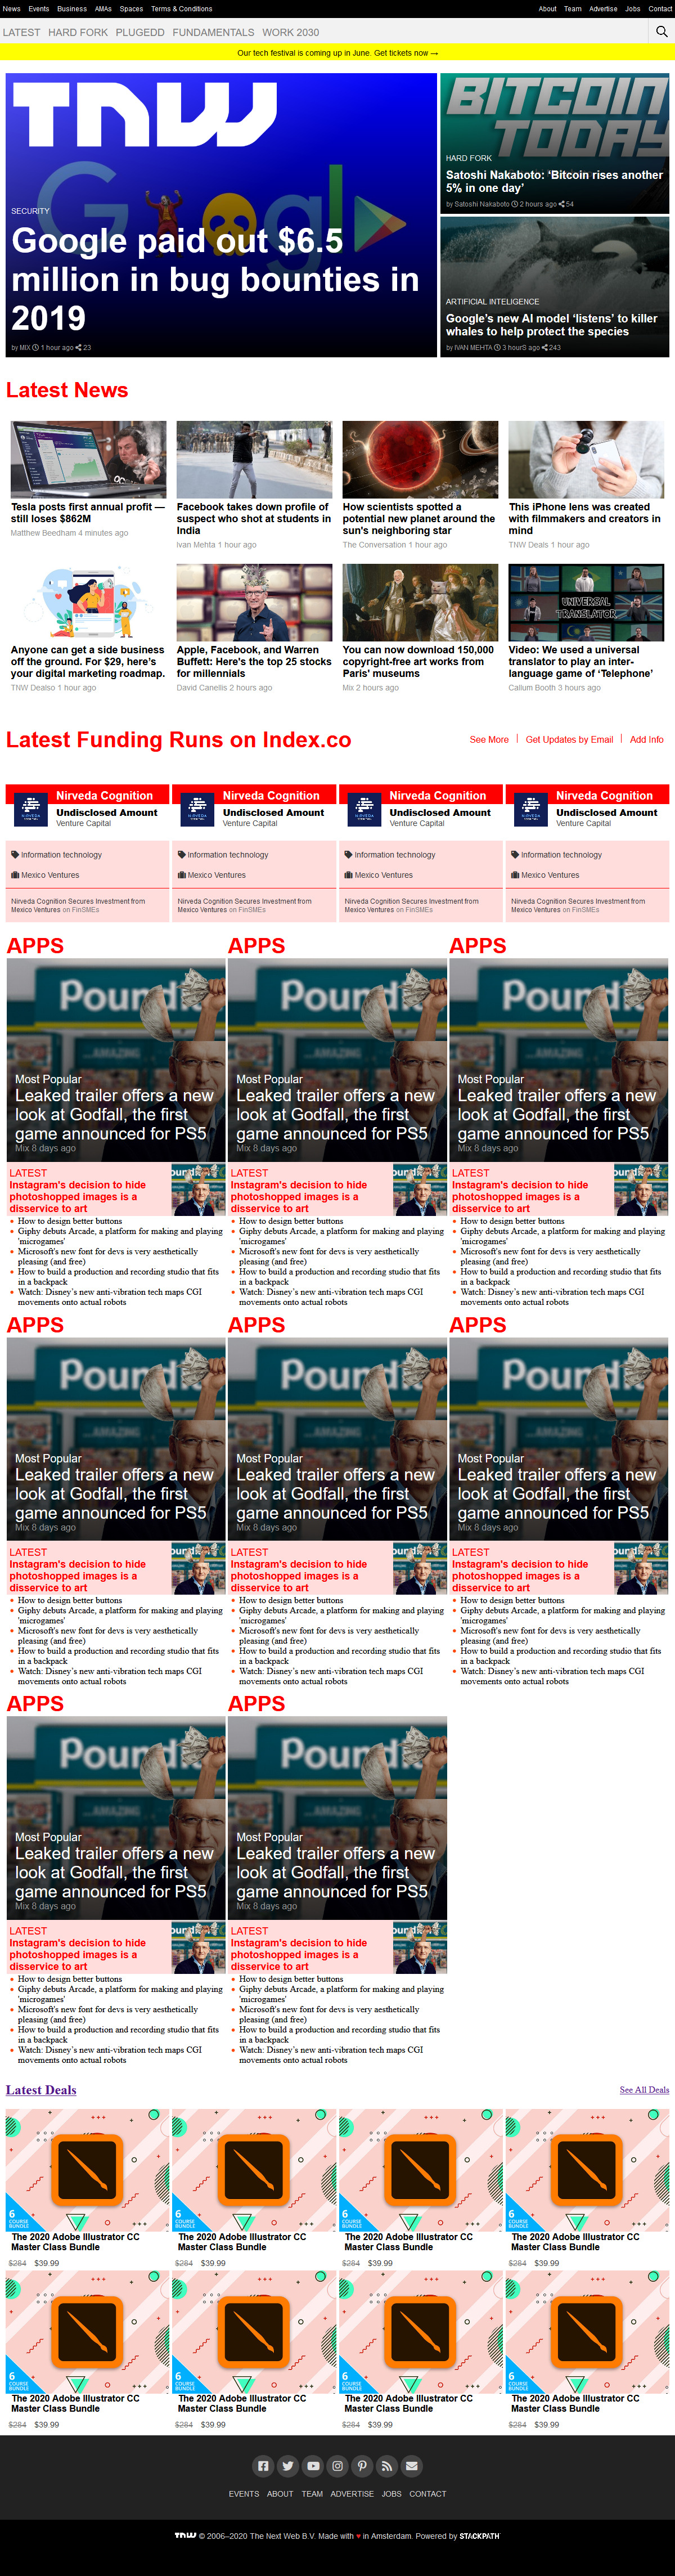 News Events Business AMAs Spaces Terms & Conditions About Team Advertise Jobs Contact
LATEST HARD FORK PLUGEDD FUNDAMENTALS WORK 2030
Our tech festival is coming up in June. Get tickets now →
TNW
Google
SECURITY
Google paid out $6.5
million in bug bounties in
2019
by MIX 1 hour ago 23
BITCOIN
TODAY
HARD FORK
Satoshi Nakaboto: ‘Bitcoin rises another
5% in one day’
by Satoshi Nakaboto 2 hours ago 54
ARTIFICIAL INTELIGENCE
Google’s new AI model ‘listens’ to killer
whales to help protect the species
by IVAN MEHTA 3 hourS ago 243
Latest News
Tesla posts first annual profit —
still loses $862M
Matthew Beedham 4 minutes ago
Facebook takes down profile of
suspect who shot at students in
India
Ivan Mehta 1 hour ago
How scientists spotted a
potential new planet around the
sun's neighboring star
The Conversation 1 hour ago
This iPhone lens was created
with filmmakers and creators in
mind
TNW Deals 1 hour ago
Anyone can get a side business
off the ground. For $29, here’s
your digital marketing roadmap.
TNW Dealso 1 hour ago
Apple, Facebook, and Warren
Buffett: Here's the top 25 stocks
for millennials
David Canellis 2 hours ago
You can now download 150,000
copyright-free art works from
Paris' museums
Mix 2 hours ago
UNIVERSAL
TRANSLATOR
Video: We used a universal
translator to play an inter-
language game of ‘Telephone’
Callum Booth 3 hours ago
Latest Funding Runs on Index.co
See More Get Updates by Email Add Info
Nirveda Cognition
NIRVEDA
Undisclosed Amount
Venture Capital
Information technology
Mexico Ventures
Nirveda Cognition Secures Investment from
Mexico Ventures on FinSMEs
Nirveda Cognition
NIRVEDA
Undisclosed Amount
Venture Capital
Information technology
Mexico Ventures
Nirveda Cognition Secures Investment from
Mexico Ventures on FinSMEs
Nirveda Cognition
NIRVEDA
Undisclosed Amount
Venture Capital
Information technology
Mexico Ventures
Nirveda Cognition Secures Investment from
Mexico Ventures on FinSMEs
Nirveda Cognition
NIRVEDA
Undisclosed Amount
Venture Capital
Information technology
Mexico Ventures
Nirveda Cognition Secures Investment from
Mexico Ventures on FinSMEs
APPS
Poundl
AMAZING
Most Popular
Leaked trailer offers a new
look at Godfall, the first
game announced for PS5
Mix 8 days ago
LATEST
Instagram's decision to hide
photoshopped images is a
disservice to art
How to design better buttons
Giphy debuts Arcade, a platform for making and playing
'microgames'
Microsoft's new font for devs is very aesthetically
pleasing (and free)
How to build a production and recording studio that fits
in a backpack
Watch: Disney’s new anti-vibration tech maps CGI
movements onto actual robots
APPS
Poundl
AMAZING
Most Popular
Leaked trailer offers a new
look at Godfall, the first
game announced for PS5
Mix 8 days ago
LATEST
Instagram's decision to hide
photoshopped images is a
disservice to art
How to design better buttons
Giphy debuts Arcade, a platform for making and playing
'microgames'
Microsoft's new font for devs is very aesthetically
pleasing (and free)
How to build a production and recording studio that fits
in a backpack
Watch: Disney’s new anti-vibration tech maps CGI
movements onto actual robots
APPS
Poundl
AMAZING
Most Popular
Leaked trailer offers a new
look at Godfall, the first
game announced for PS5
Mix 8 days ago
LATEST
Instagram's decision to hide
photoshopped images is a
disservice to art
How to design better buttons
Giphy debuts Arcade, a platform for making and playing
'microgames'
Microsoft's new font for devs is very aesthetically
pleasing (and free)
How to build a production and recording studio that fits
in a backpack
Watch: Disney’s new anti-vibration tech maps CGI
movements onto actual robots
APPS
Poundl
AMAZING
Most Popular
Leaked trailer offers a new
look at Godfall, the first
game announced for PS5
Mix 8 days ago
LATEST
Instagram's decision to hide
photoshopped images is a
disservice to art
How to design better buttons
Giphy debuts Arcade, a platform for making and playing
'microgames'
Microsoft's new font for devs is very aesthetically
pleasing (and free)
How to build a production and recording studio that fits
in a backpack
Watch: Disney’s new anti-vibration tech maps CGI
movements onto actual robots
APPS
Poundl
AMAZING
Most Popular
Leaked trailer offers a new
look at Godfall, the first
game announced for PS5
Mix 8 days ago
LATEST
Instagram's decision to hide
photoshopped images is a
disservice to art
How to design better buttons
Giphy debuts Arcade, a platform for making and playing
'microgames'
Microsoft's new font for devs is very aesthetically
pleasing (and free)
How to build a production and recording studio that fits
in a backpack
Watch: Disney’s new anti-vibration tech maps CGI
movements onto actual robots
APPS
Poundl
AMAZING
Most Popular
Leaked trailer offers a new
look at Godfall, the first
game announced for PS5
Mix 8 days ago
LATEST
Instagram's decision to hide
photoshopped images is a
disservice to art
How to design better buttons
Giphy debuts Arcade, a platform for making and playing
'microgames'
Microsoft's new font for devs is very aesthetically
pleasing (and free)
How to build a production and recording studio that fits
in a backpack
Watch: Disney’s new anti-vibration tech maps CGI
movements onto actual robots
APPS
Poundl
AMAZING
Most Popular
Leaked trailer offers a new
look at Godfall, the first
game announced for PS5
Mix 8 days ago
LATEST
Instagram's decision to hide
photoshopped images is a
disservice to art
How to design better buttons
Giphy debuts Arcade, a platform for making and playing
'microgames'
Microsoft's new font for devs is very aesthetically
pleasing (and free)
How to build a production and recording studio that fits
in a backpack
Watch: Disney’s new anti-vibration tech maps CGI
movements onto actual robots
APPS
Poundl
AMAZING
Most Popular
Leaked trailer offers a new
look at Godfall, the first
game announced for PS5
Mix 8 days ago
LATEST
Instagram's decision to hide
photoshopped images is a
disservice to art
How to design better buttons
Giphy debuts Arcade, a platform for making and playing
'microgames'
Microsoft's new font for devs is very aesthetically
pleasing (and free)
How to build a production and recording studio that fits
in a backpack
Watch: Disney’s new anti-vibration tech maps CGI
movements onto actual robots
Latest Deals
See All Deals
6
COURSE
BUNDLE
The 2020 Adobe Illustrator CC
Master Class Bundle
$284 $39.99
6
COURSE
BUNDLE
The 2020 Adobe Illustrator CC
Master Class Bundle
$284 $39.99
6
COURSE
BUNDLE
The 2020 Adobe Illustrator CC
Master Class Bundle
$284 $39.99
6
COURSE
BUNDLE
The 2020 Adobe Illustrator CC
Master Class Bundle
$284 $39.99
6
COURSE
BUNDLE
The 2020 Adobe Illustrator CC
Master Class Bundle
$284 $39.99
6
COURSE
BUNDLE
The 2020 Adobe Illustrator CC
Master Class Bundle
$284 $39.99
6
COURSE
BUNDLE
The 2020 Adobe Illustrator CC
Master Class Bundle
$284 $39.99
6
COURSE
BUNDLE
The 2020 Adobe Illustrator CC
Master Class Bundle
$284 $39.99
EVENTS ABOUT TEAM ADVERTISE JOBS CONTACT
TNW © 2006–2020 The Next Web B.V. Made with ♥ in Amsterdam. Powered by STACKPATH